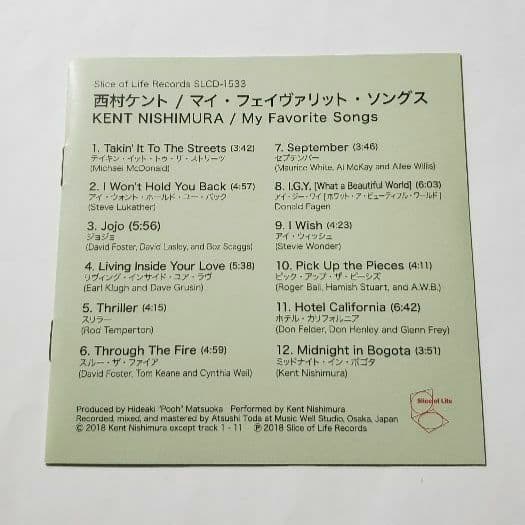 Slice of Life Records SLCD-1533
西村ケント / マイ・フェイヴァリット・ソングス
KENT NISHIMURA / My Favorite Songs
1. Takin' It To The Streets (3:42)
テイキン・イット・トゥ・ザ・ストリーツ
(Michael McDonald)
2. I Won't Hold You Back (4:57)
アイ・ウォント・ホールド・ユー・バック
(Steve Lukather)
3. Jojo (5:56)
ジョジョ
(David Foster, David Lasley, and Boz Scaggs)
4. Living Inside Your Love (5:38)
リヴィング・インサイド・ユア・ラヴ
(Earl Klugh and Dave Grusin)
5. Thriller (4:15)
スリラー
(Rod Temperton)
6. Through The Fire (4:59)
スルー・ザ・ファイア
(David Foster, Tom Keane and Cynthia Weil)
7. September (3:46)
セプテンバー
(Maurice White, Al McKay and Allee Willis)
8. I.G.Y. [What a Beautiful World] (6:03)
アイ・ジー・ワイ [ホワット・ア・ビューティフル・ワールド]
Donald Fagen
9. I Wish (4:23)
アイ・ウィッシュ
(Stevie Wonder)
10. Pick Up the Pieces (4:11)
ピック・アップ・ザ・ピーシズ
(Roger Ball, Hamish Stuart, and A.W.B.)
11. Hotel California (6:42)
ホテル・カリフォルニア
(Don Felder, Don Henley and Glenn Frey)
12. Midnight in Bogota (3:51)
ミッドナイト・イン・ボゴタ
(Kent Nishimura)
Slice of Life
Produced by Hideaki "Pooh" Matsuoka Performed by Kent Nishimura
Recorded mixed, and mastered by Atsushi Toda at Music Well Studio, Osaka, Japan
© 2018 Kent Nishimura except track 1 - 11 ℗ 2018 Slice of Life Records